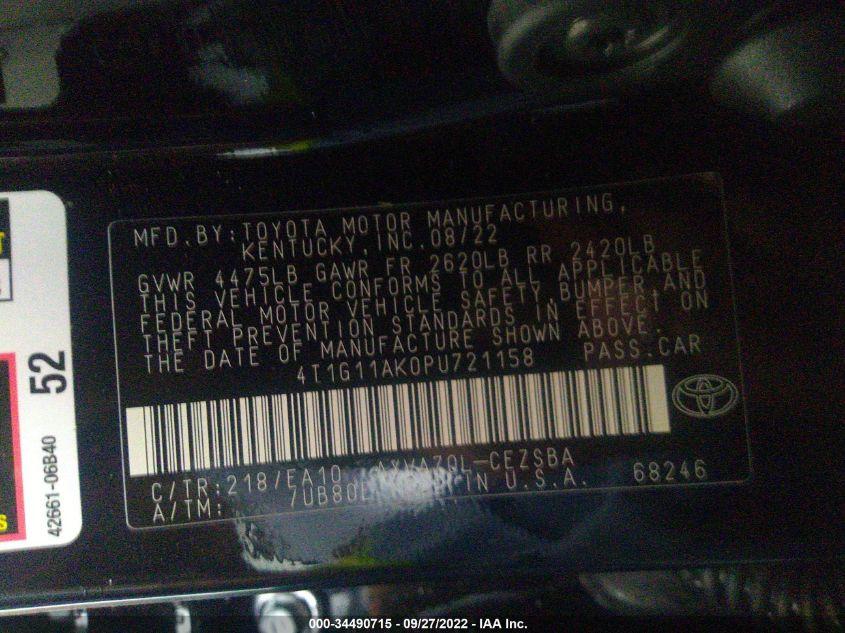 MFD.BY:TOYOTA MOTOR MANUFACTURING,
KENTUCKY,INC.08/22
GVWR 4475LB GAWR FR 2620LB RR 2420LB
THIS VEHICLE CONFORMS TO ALL APPLICABLE
FEDERAL MOTOR VEHICLE SAFETY,BUMPER,AND
THEFT PREVENTION STANDARDS IN EFFECT ON
THE DATE OF MANUFACTURE SHOWN ABOVE.
4T1G11AK0PU721158 PASS.CAR
C/TR:218/EA10 AXVA70L-CEZSBA
A/TM: 7UB80L IN U.S.A. 68246
52
42661-06B40
000-34490715 - 09/27/2022 - IAA Inc.